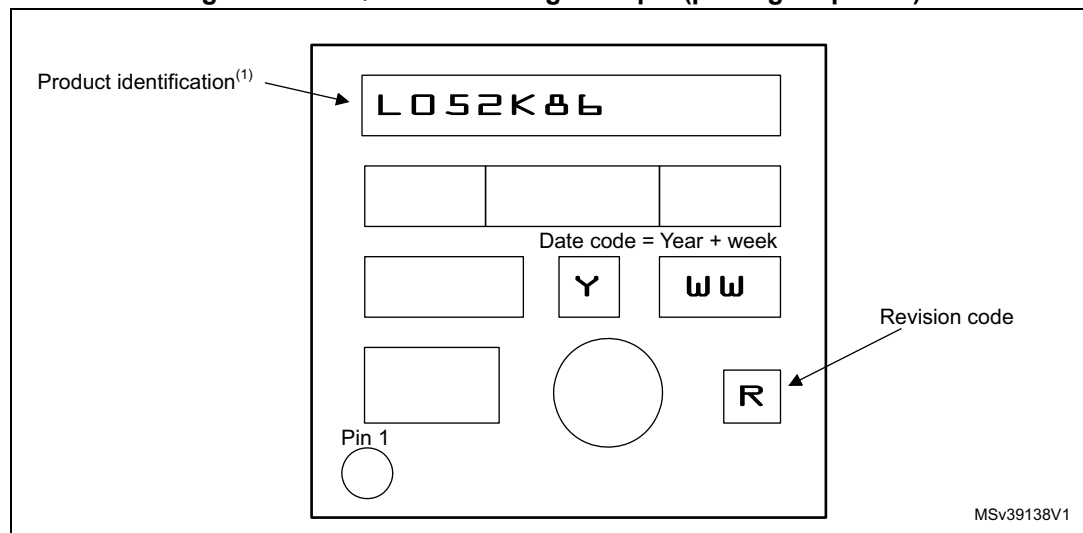 Product identification(1)
L052K86
Date code = Year + week
Y WW
Revision code
R
Pin 1
MSv39138V1